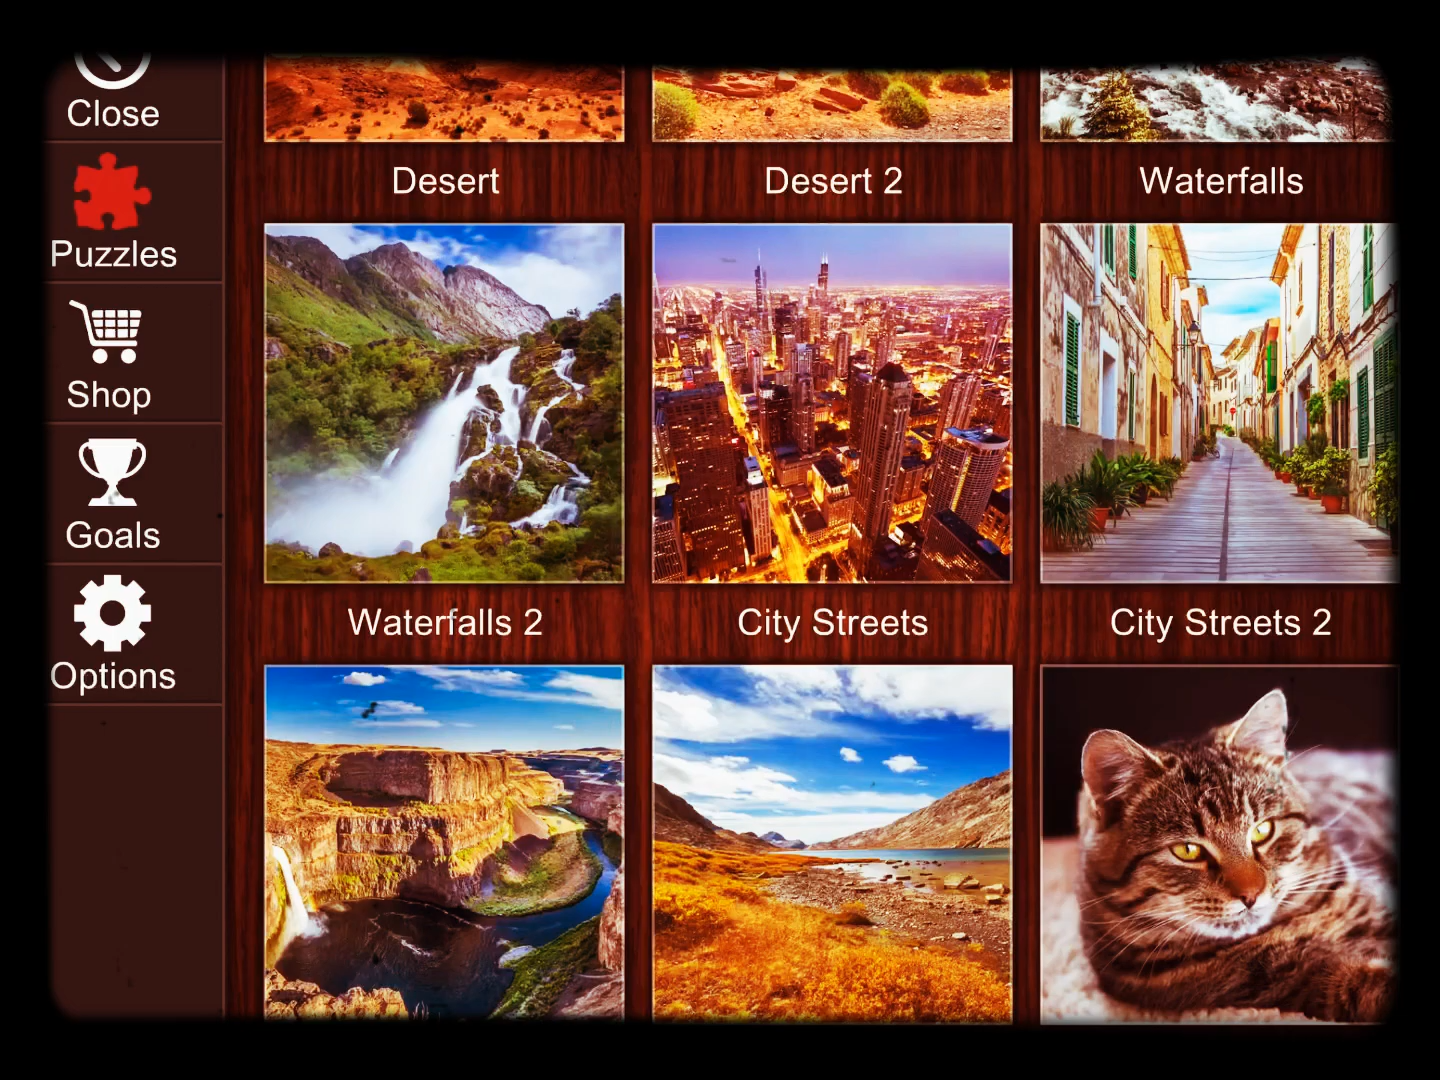 Close
Puzzles
Shop
Goals
Options
Desert
Desert 2
Waterfalls
Waterfalls 2
City Streets
City Streets 2